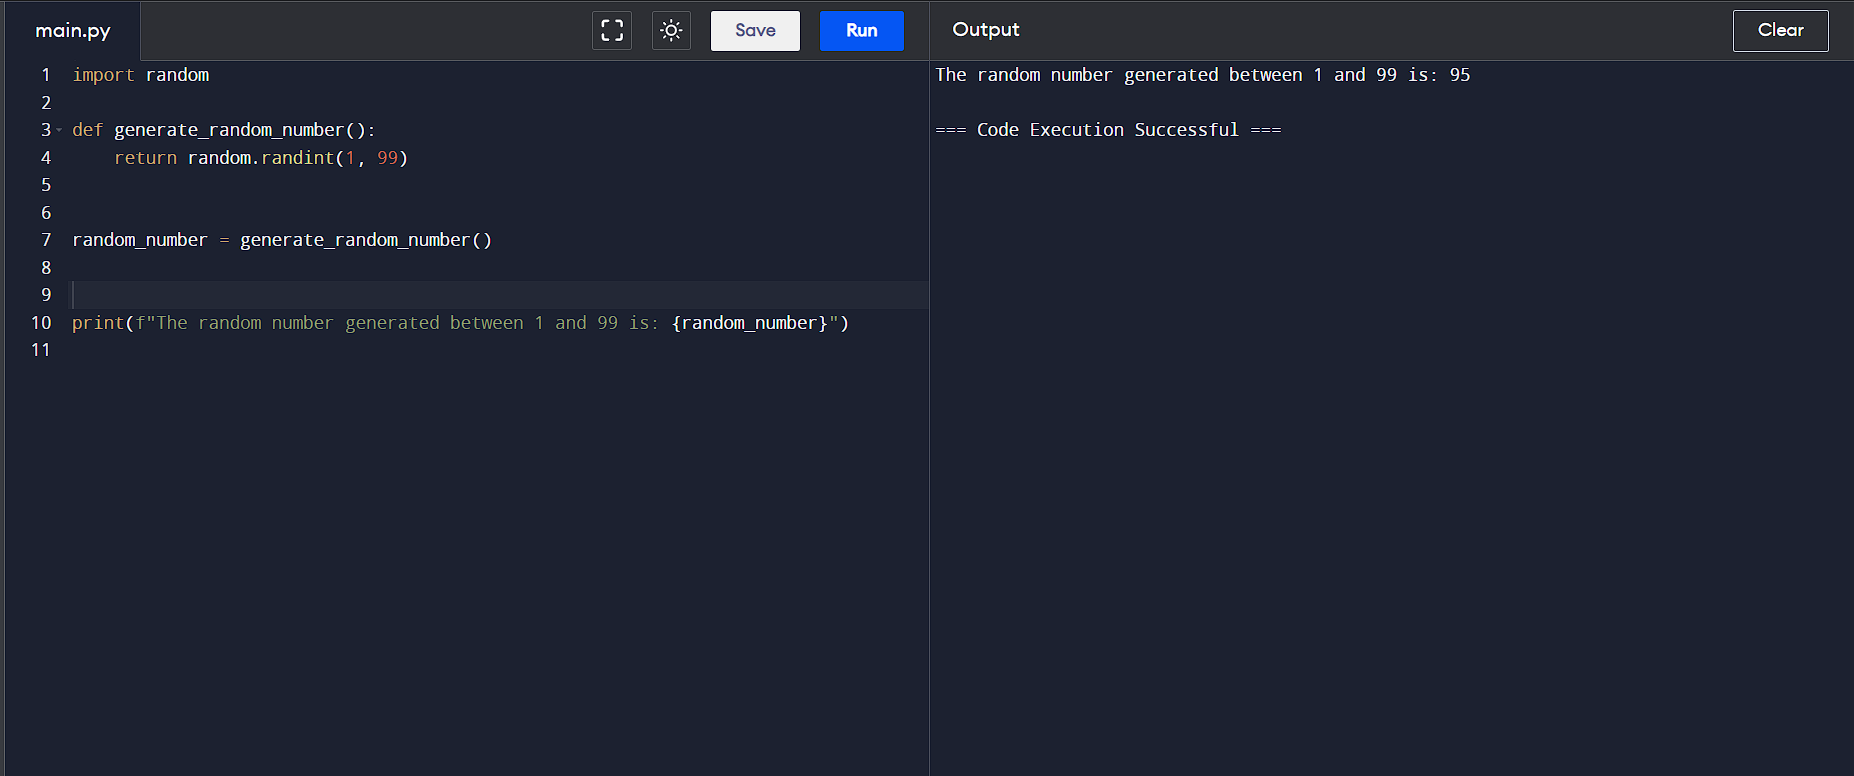 main.py
Save
Run
1 import random
2
3 def generate_random_number():
4     return random.randint(1, 99)
5
6
7 random_number = generate_random_number()
8
9
10 print(f"The random number generated between 1 and 99 is: {random_number}")
11
Output
Clear
The random number generated between 1 and 99 is: 95
=== Code Execution Successful ===